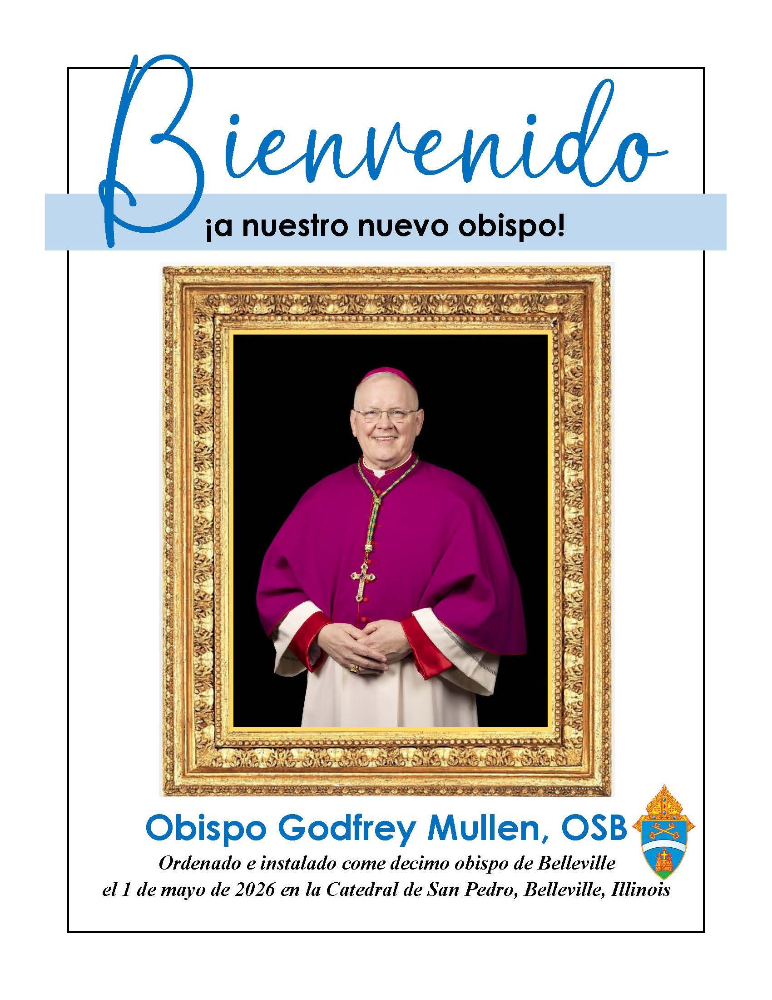 Bienvenido
¡a nuestro nuevo obispo!
Obispo Godfrey Mullen, OSB
Ordenado e instalado come decimo obispo de Belleville
el 1 de mayo de 2026 en la Catedral de San Pedro, Belleville, Illinois